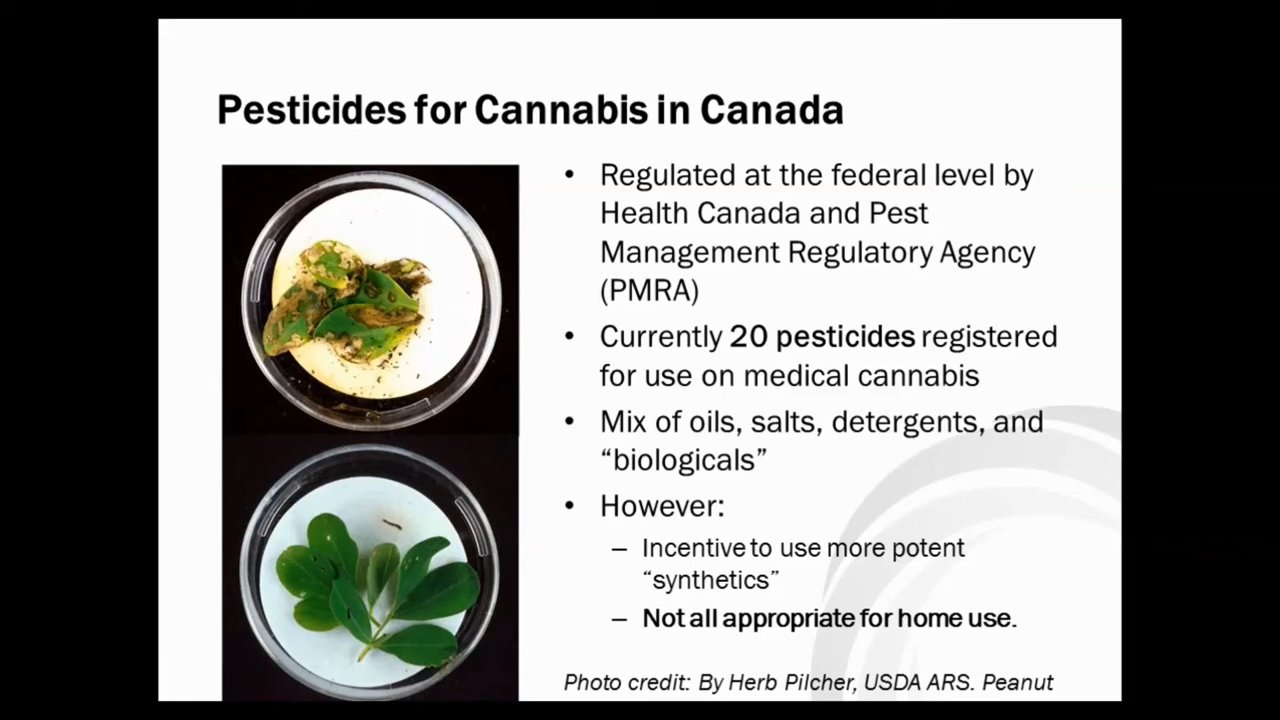 Pesticides for Cannabis in Canada
• Regulated at the federal level by
Health Canada and Pest
Management Regulatory Agency
(PMRA)
• Currently 20 pesticides registered
for use on medical cannabis
• Mix of oils, salts, detergents, and
“biologicals”
• However:
– Incentive to use more potent
“synthetics”
– Not all appropriate for home use.
Photo credit: By Herb Pilcher, USDA ARS. Peanut